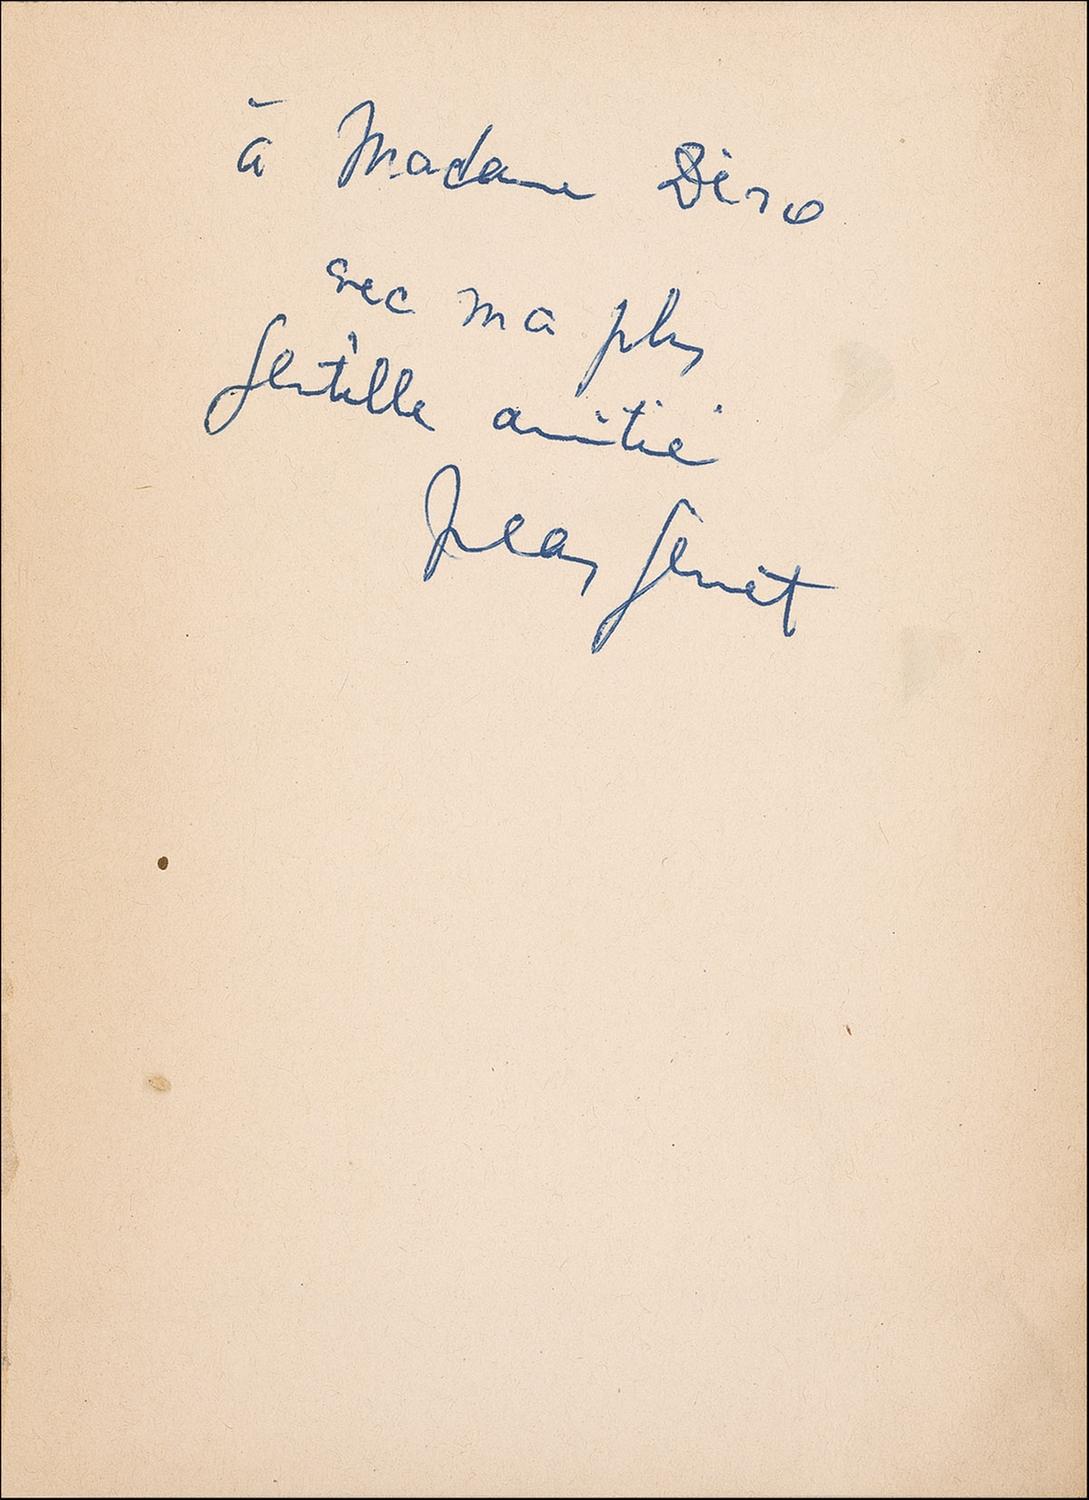 à Madame
avec ma plus
gentille amitié
Jean Genet